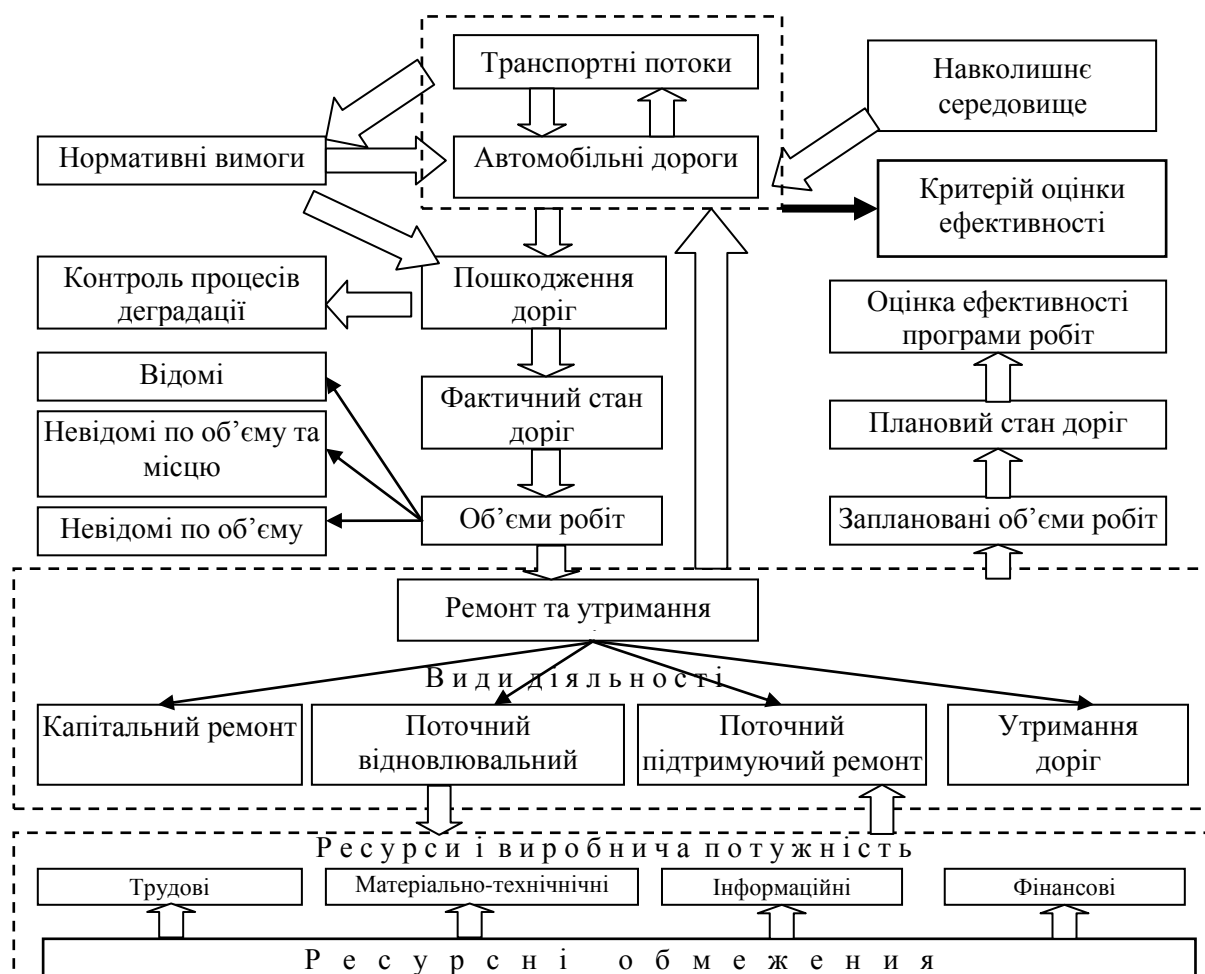 Транспортні потоки
Навколишнє
середовище
Нормативні вимоги
Автомобільні дороги
Критерій оцінки
ефективності
Контроль процесів
деградації
Пошкодження
доріг
Оцінка ефективності
програми робіт
Відомі
Фактичний стан
доріг
Плановий стан доріг
Невідомі по об’єму та
місцю
Невідомі по об’єму
Об’єми робіт
Заплановані об’єми робіт
Ремонт та утримання
Види діяльності
Капітальний ремонт
Поточний
відновлювальний
Поточний
підтримуючий ремонт
Утримання
доріг
Ресурси і виробнича потужність
Трудові
Матеріально-технічнічні
Інформаційні
Фінансові
Ресурсні обмеження